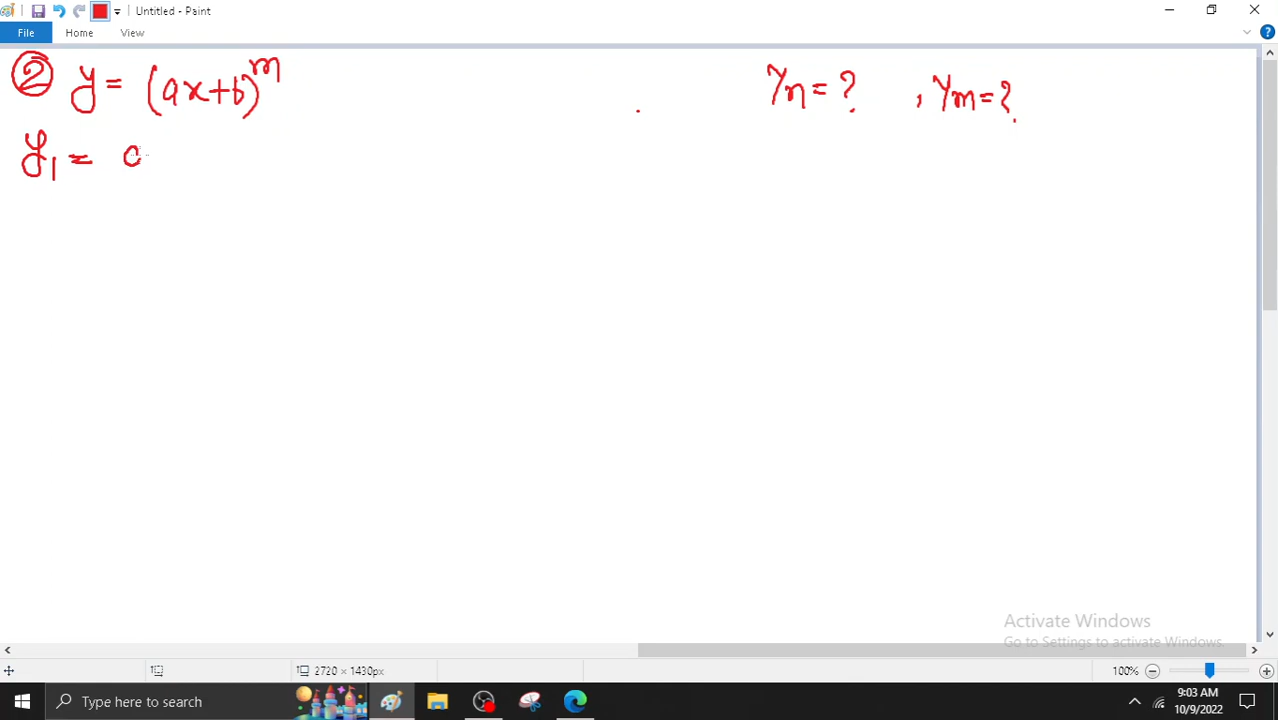 Untitled - Paint
File Home View
② y = (ax+b)^m Yn = ? , Ym = ?
y₁ =
Activate Windows
Go to Settings to activate Windows.
2720 × 1430px 100%
Type here to search
9:03 AM
10/9/2022